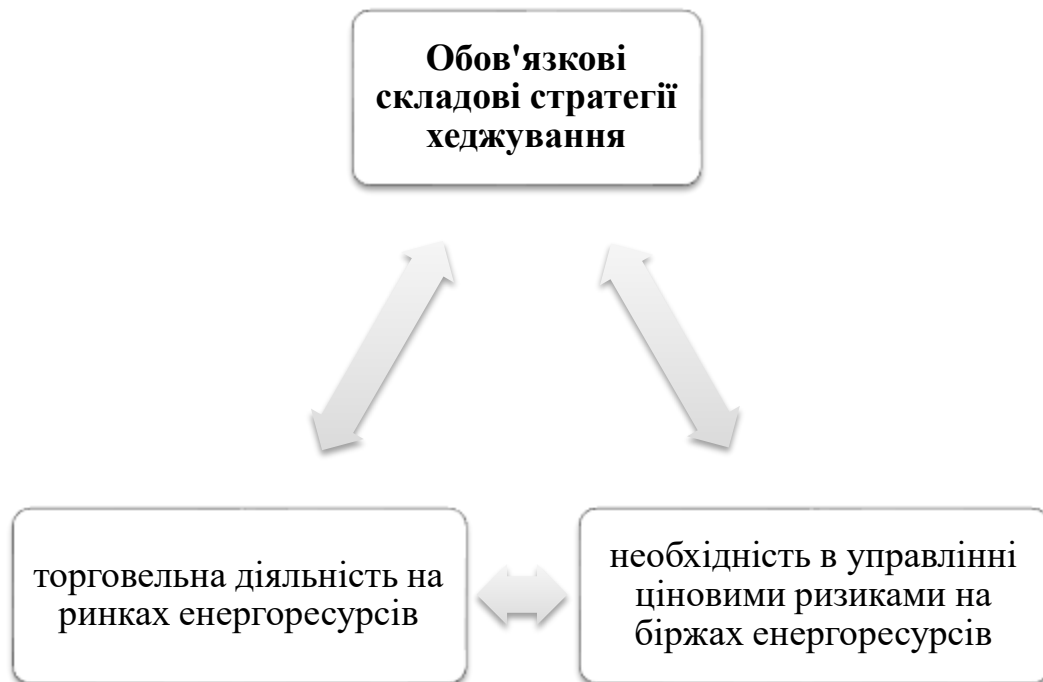 Обов'язкові
складові стратегії
хеджування
торговельна діяльність на
ринках енергоресурсів
необхідність в управлінні
ціновими ризиками на
біржах енергоресурсів